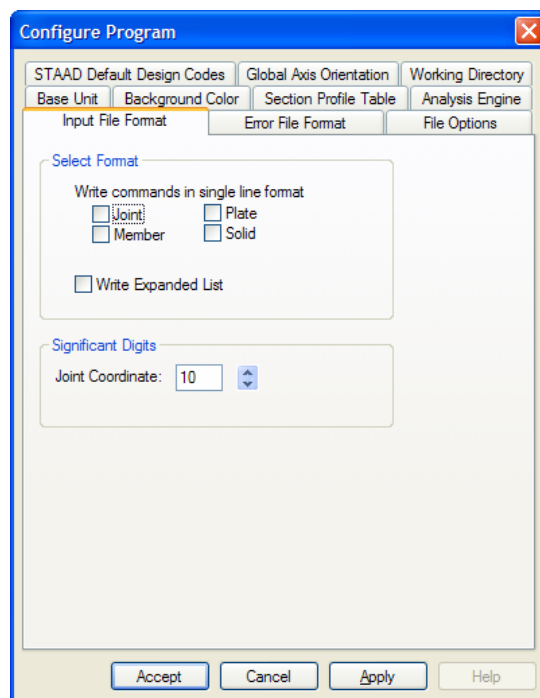 Configure Program
STAAD Default Design Codes Global Axis Orientation Working Directory
Base Unit Background Color Section Profile Table Analysis Engine
Input File Format Error File Format File Options
Select Format
Write commands in single line format
Joint Plate
Member Solid
Write Expanded List
Significant Digits
Joint Coordinate: 10
Accept Cancel Apply Help